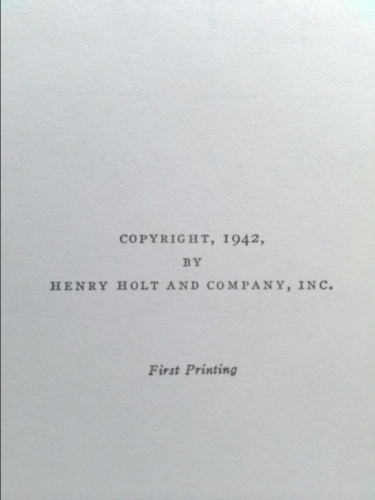 COPYRIGHT, 1942,
BY
HENRY HOLT AND COMPANY, INC.
First Printing